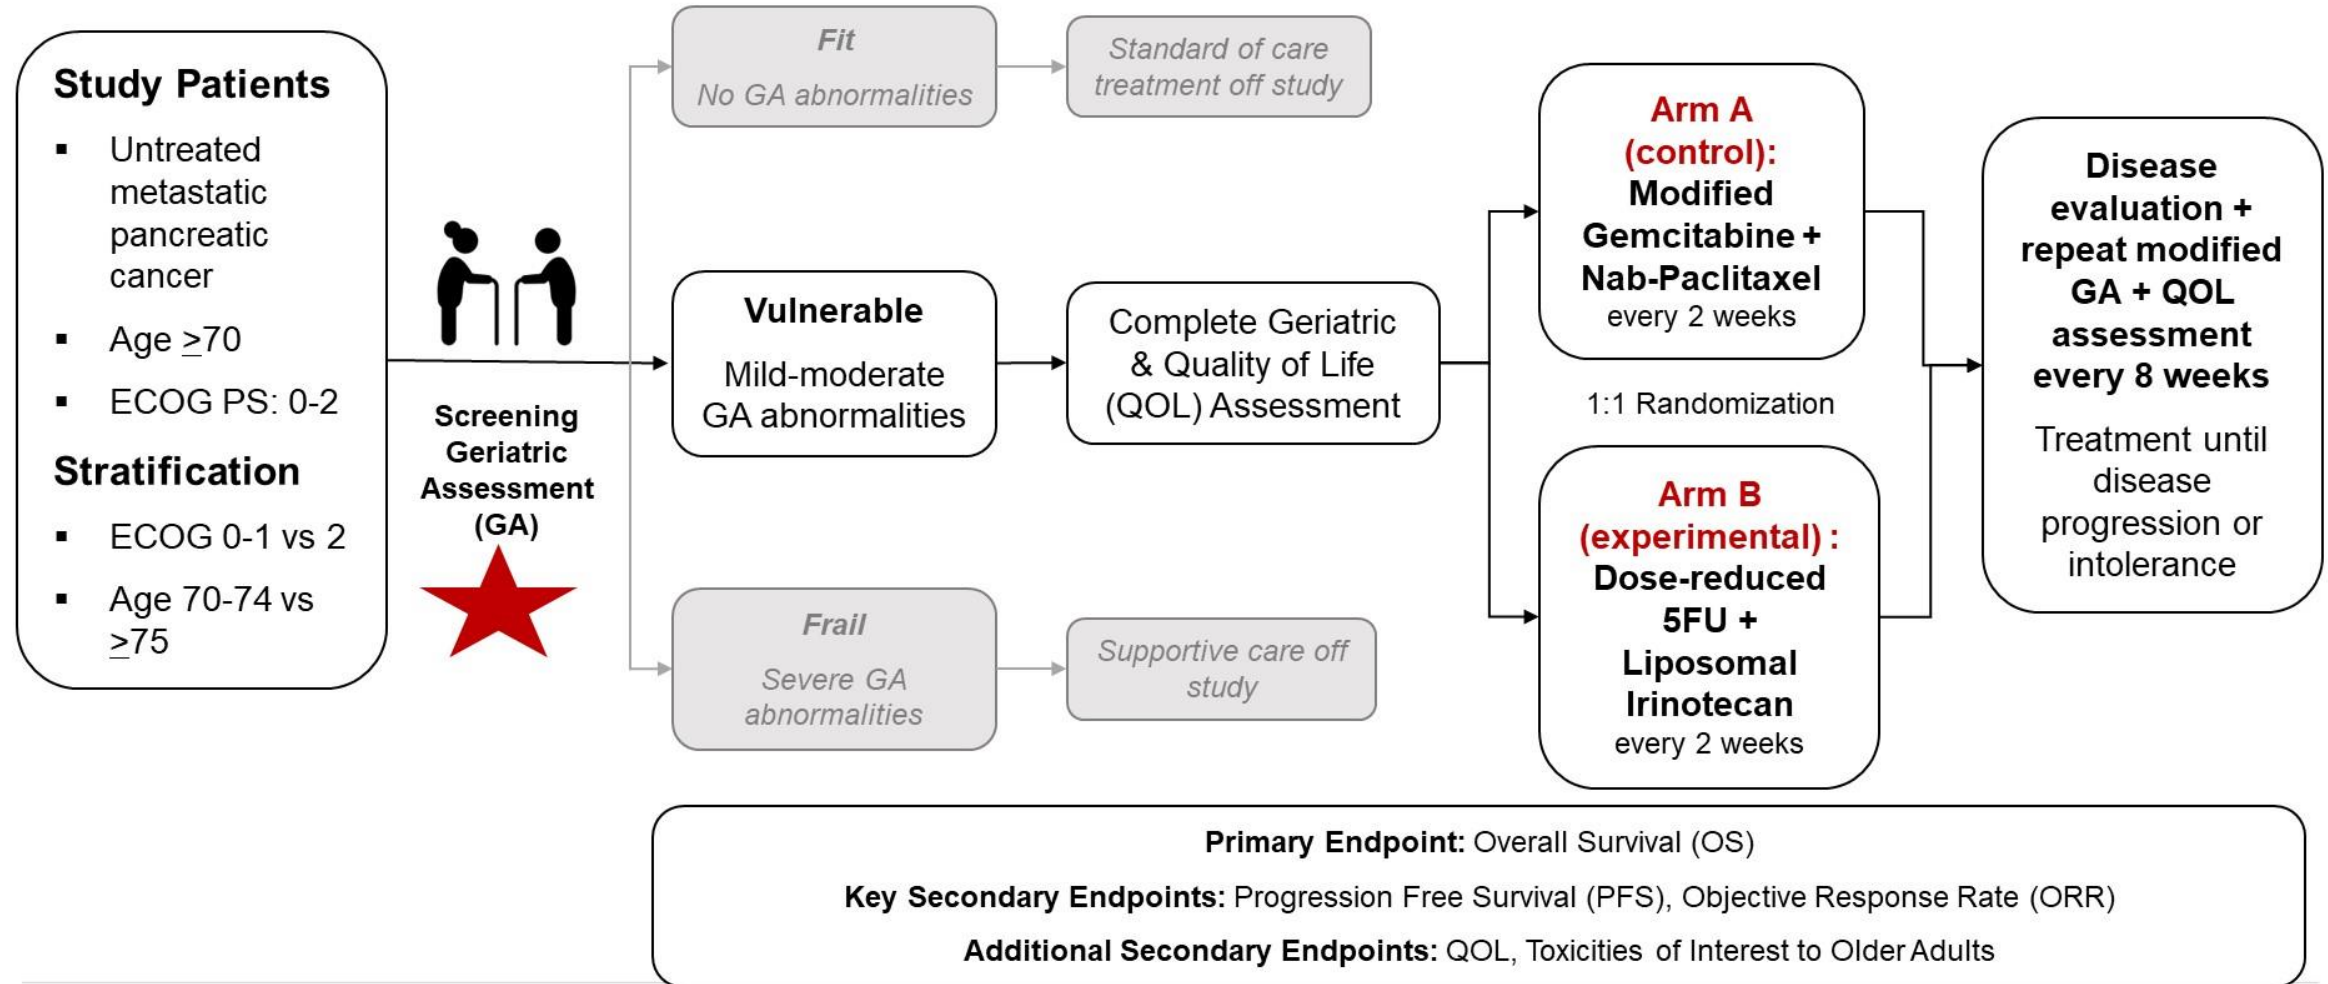 Study Patients
▪ Untreated
metastatic
pancreatic
cancer
▪ Age ≥70
▪ ECOG PS: 0-2
Stratification
▪ ECOG 0-1 vs 2
▪ Age 70-74 vs
≥75
Screening
Geriatric
Assessment
(GA)
Fit
No GA abnormalities
Standard of care
treatment off study
Vulnerable
Mild-moderate
GA abnormalities
Complete Geriatric
& Quality of Life
(QOL) Assessment
Frail
Severe GA
abnormalities
Supportive care off
study
Arm A
(control):
Modified
Gemcitabine +
Nab-Paclitaxel
every 2 weeks
1:1 Randomization
Arm B
(experimental) :
Dose-reduced
5FU +
Liposomal
Irinotecan
every 2 weeks
Disease
evaluation +
repeat modified
GA + QOL
assessment
every 8 weeks
Treatment until
disease
progression or
intolerance
Primary Endpoint: Overall Survival (OS)
Key Secondary Endpoints: Progression Free Survival (PFS), Objective Response Rate (ORR)
Additional Secondary Endpoints: QOL, Toxicities of Interest to Older Adults